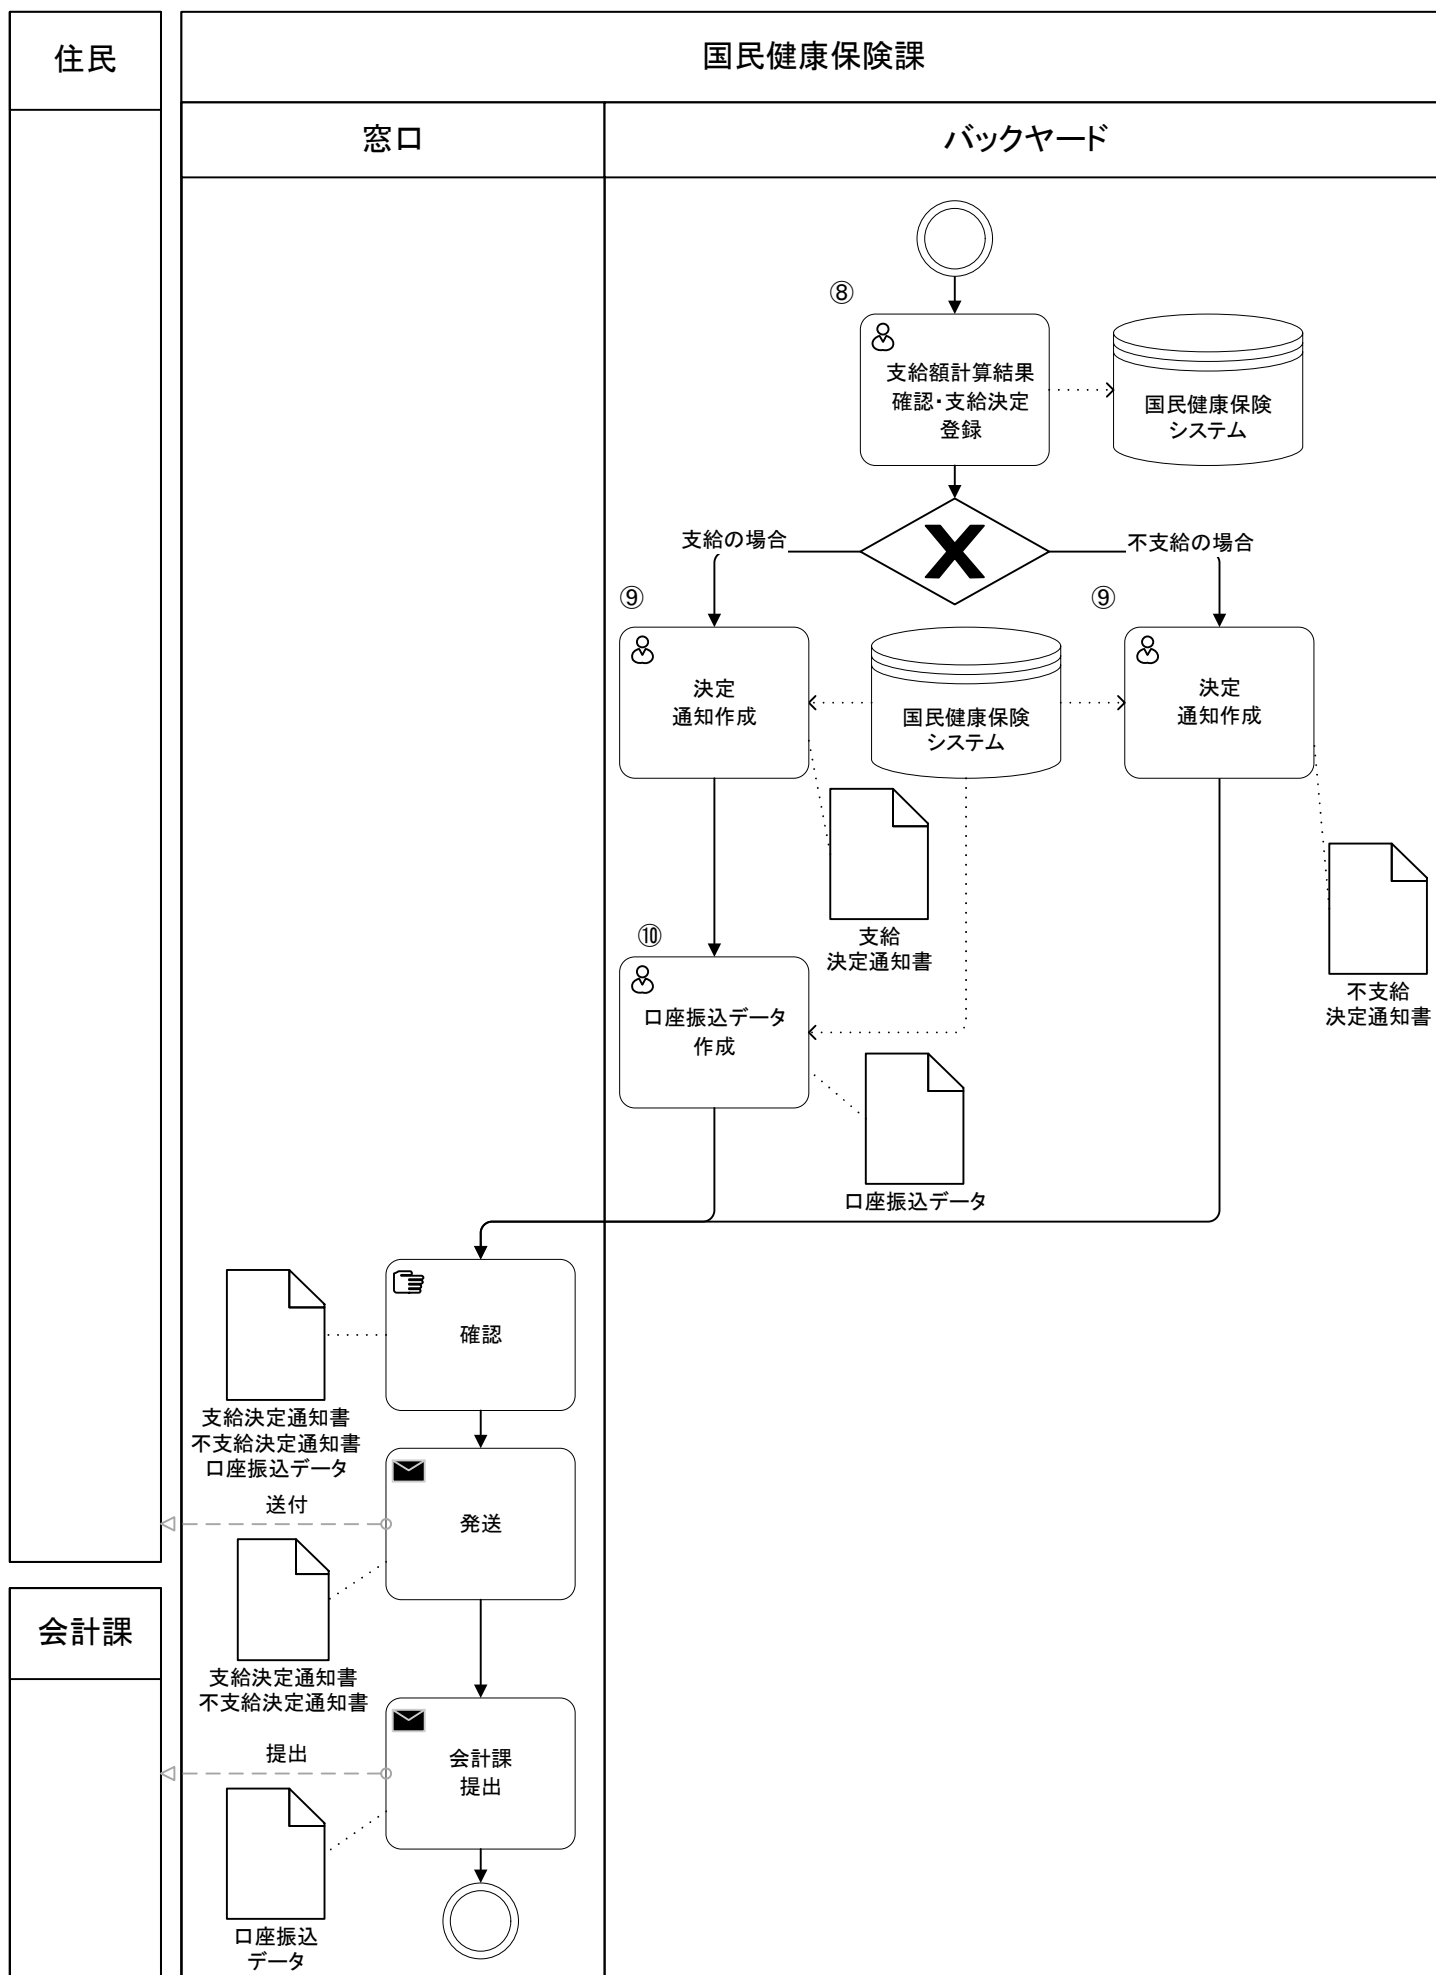 住民
国民健康保険課
窓口
バックヤード
⑧
支給額計算結果
確認・支給決定
登録
国民健康保険
システム
支給の場合
不支給の場合
⑨
⑨
決定
通知作成
国民健康保険
システム
決定
通知作成
支給
決定通知書
不支給
決定通知書
⑩
口座振込データ
作成
口座振込データ
確認
支給決定通知書
不支給決定通知書
口座振込データ
送付
発送
支給決定通知書
不支給決定通知書
会計課
提出
会計課
提出
口座振込
データ